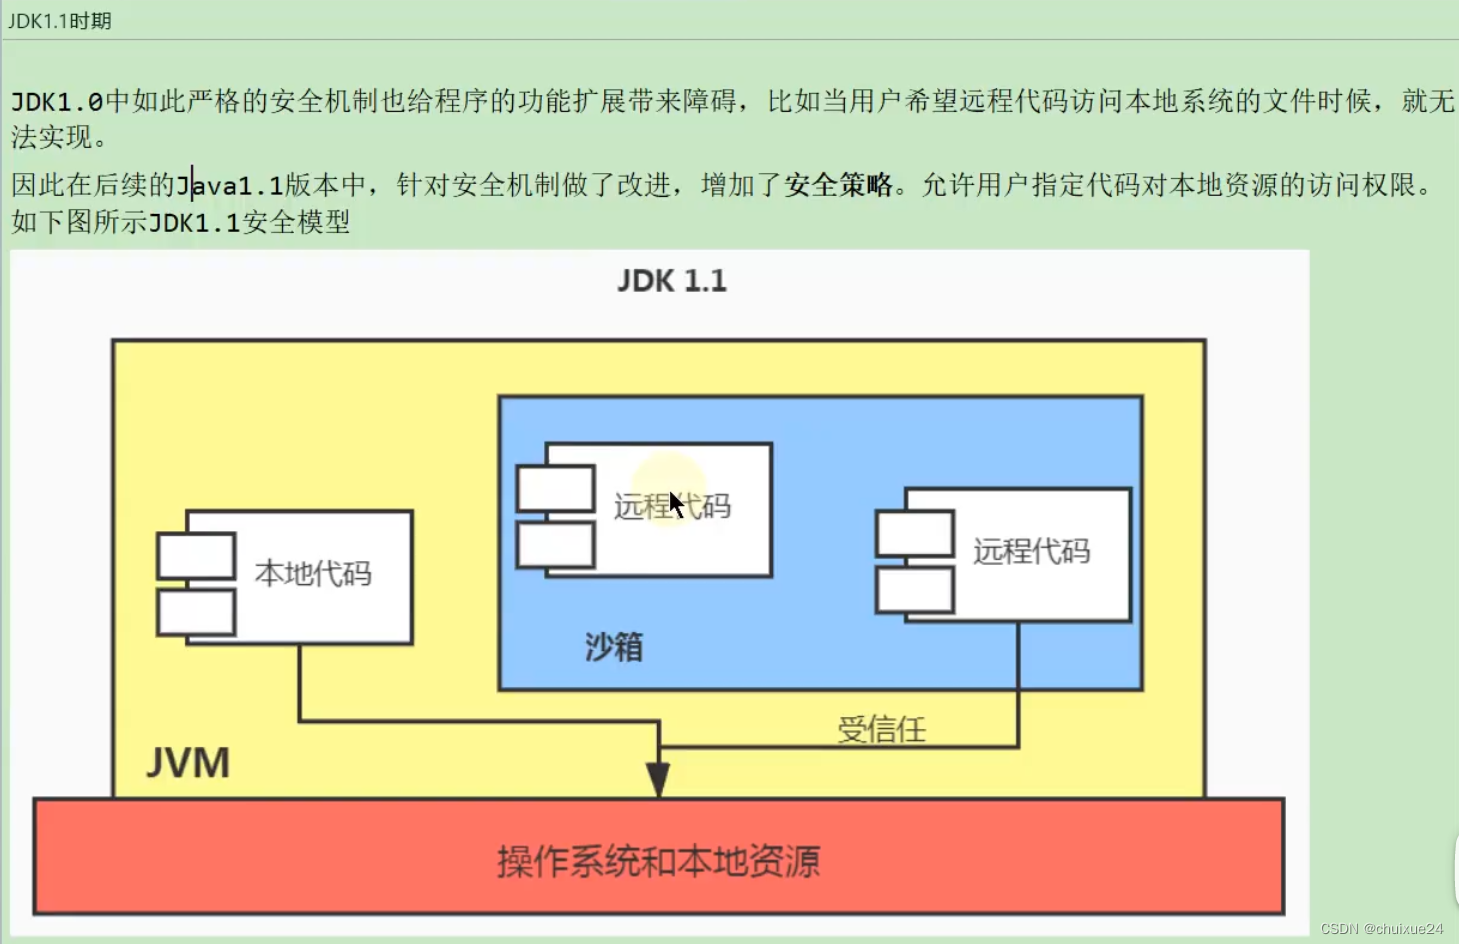 JDK1.1时期
JDK1.0中如此严格的安全机制也给程序的功能扩展带来障碍，比如当用户希望远程代码访问本地系统的文件时候，就无
法实现。
因此在后续的Java1.1版本中，针对安全机制做了改进，增加了安全策略。允许用户指定代码对本地资源的访问权限。
如下图所示JDK1.1安全模型
JDK 1.1
远程代码
远程代码
本地代码
沙箱
受信任
JVM
操作系统和本地资源
CSDN @chuixue24